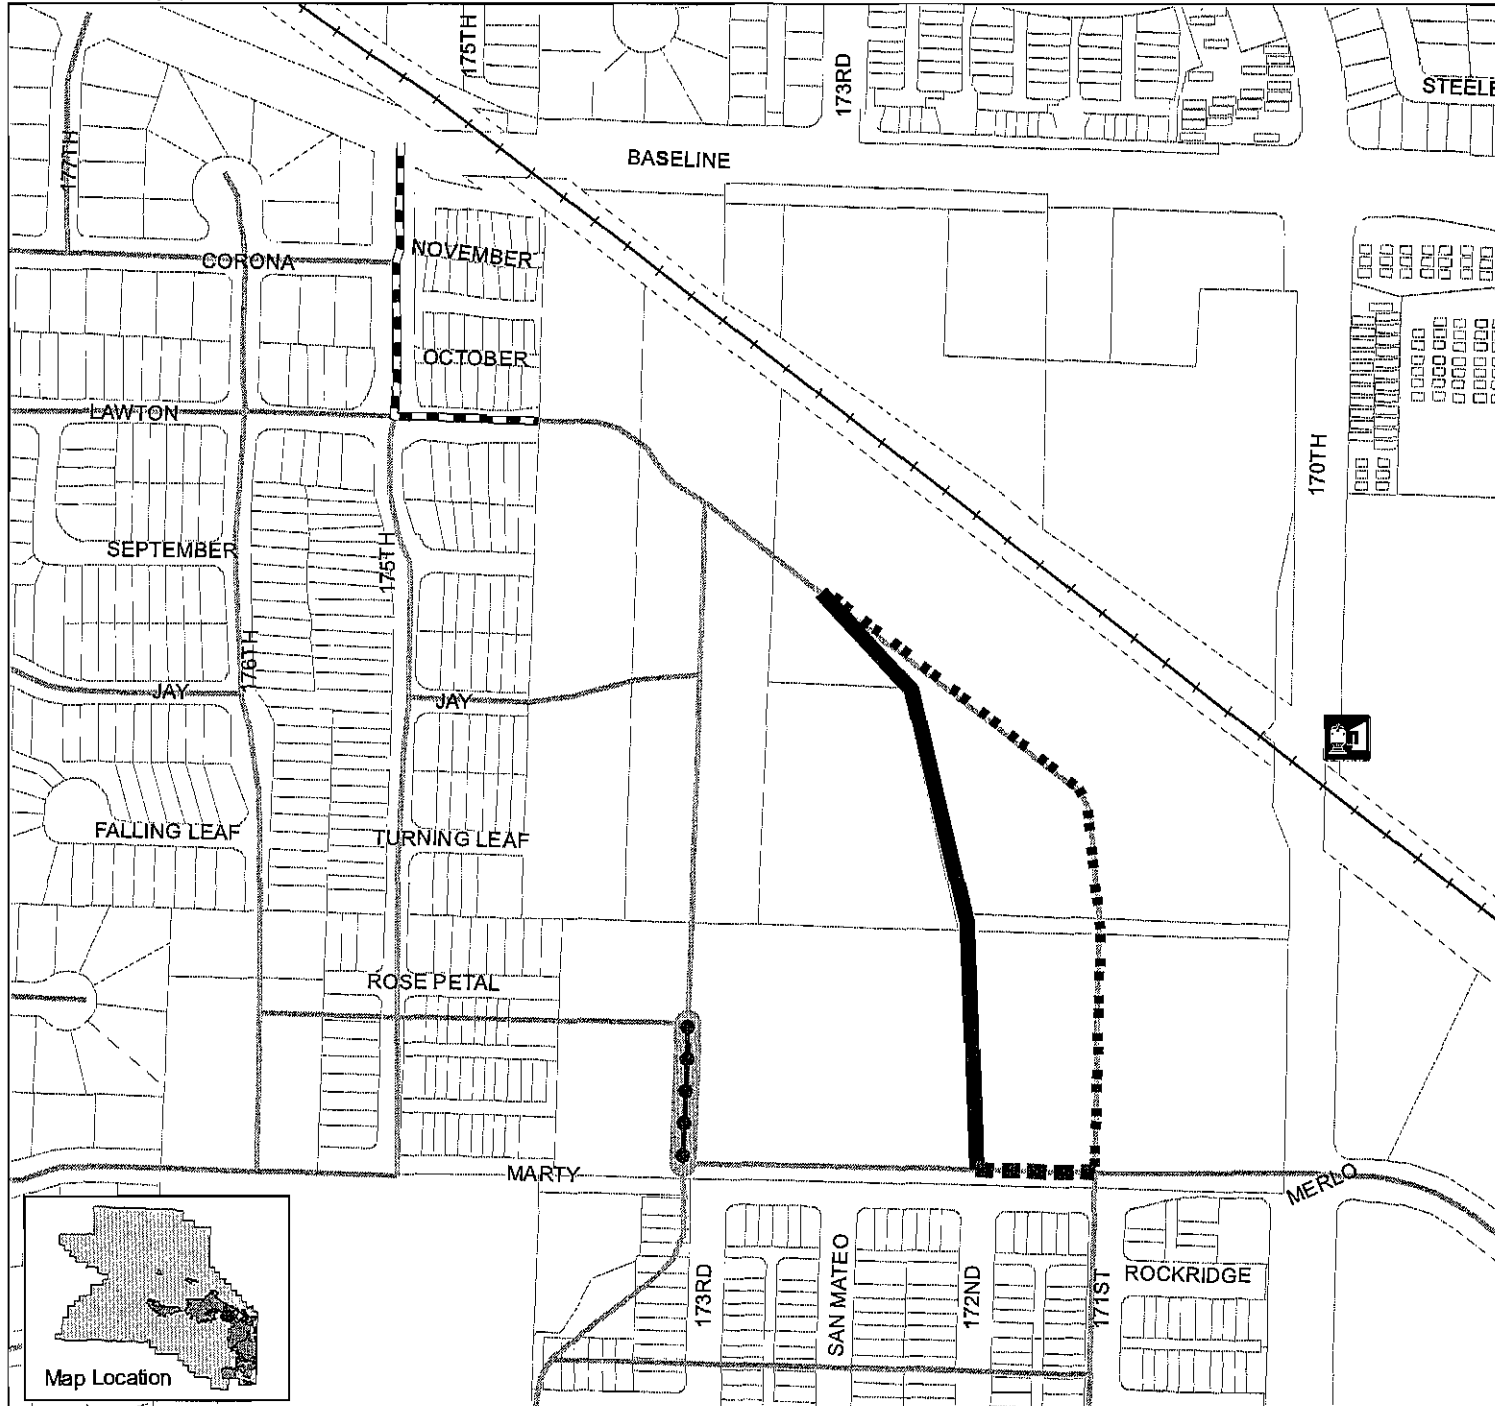 175TH
173RD
STEELE
BASELINE
177TH
CORONA
NOVEMBER
OCTOBER
LAWTON
170TH
SEPTEMBER
175TH
176TH
JAY
JAY
FALLING LEAF
TURNING LEAF
ROSE PETAL
MARTY
MERLO
173RD
SAN MATEO
172ND
171ST
ROCKRIDGE
Map Location